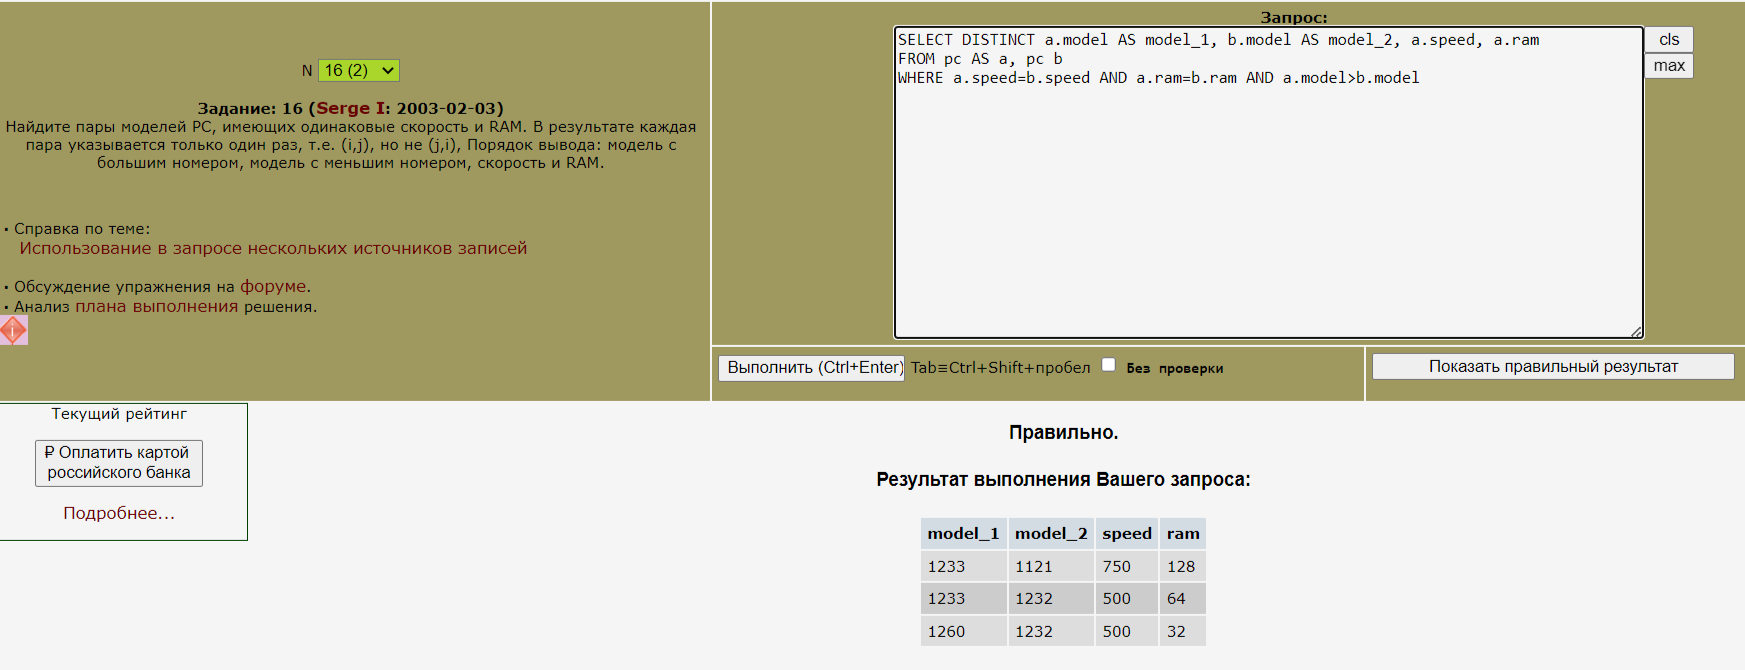 N 16 (2)
Задание: 16 (Serge I: 2003-02-03)
Найдите пары моделей PC, имеющих одинаковые скорость и RAM. В результате каждая
пара указывается только один раз, т.е. (i,j), но не (j,i), Порядок вывода: модель с
большим номером, модель с меньшим номером, скорость и RAM.
· Справка по теме:
Использование в запросе нескольких источников записей
· Обсуждение упражнения на форуме.
· Анализ плана выполнения решения.
Запрос:
SELECT DISTINCT a.model AS model_1, b.model AS model_2, a.speed, a.ram
FROM pc AS a, pc b
WHERE a.speed=b.speed AND a.ram=b.ram AND a.model>b.model
cls
max
Выполнить (Ctrl+Enter) Tab≡Ctrl+Shift+пробел Без проверки
Показать правильный результат
Текущий рейтинг
₽ Оплатить картой
российского банка
Подробнее...
Правильно.
Результат выполнения Вашего запроса:
model_1 model_2 speed ram
1233 1121 750 128
1233 1232 500 64
1260 1232 500 32